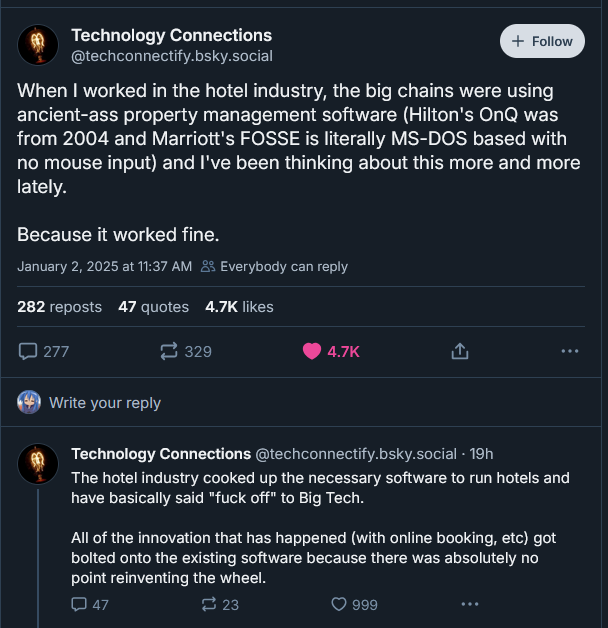 Technology Connections
@techconnectify.bsky.social
+ Follow
When I worked in the hotel industry, the big chains were using
ancient-ass property management software (Hilton's OnQ was
from 2004 and Marriott's FOSSE is literally MS-DOS based with
no mouse input) and I've been thinking about this more and more
lately.
Because it worked fine.
January 2, 2025 at 11:37 AM Everybody can reply
282 reposts 47 quotes 4.7K likes
277 329 4.7K
Write your reply
Technology Connections @techconnectify.bsky.social · 19h
The hotel industry cooked up the necessary software to run hotels and
have basically said "fuck off" to Big Tech.
All of the innovation that has happened (with online booking, etc) got
bolted onto the existing software because there was absolutely no
point reinventing the wheel.
47 23 999